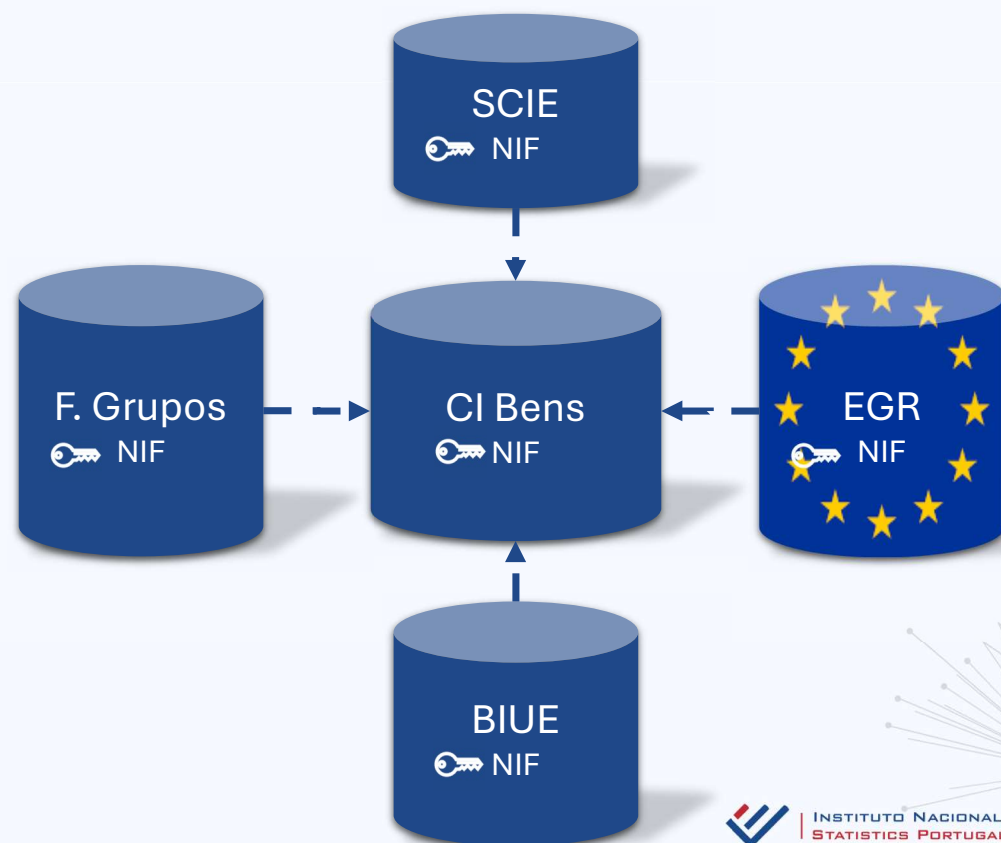 SCIE
NIF
F. Grupos
NIF
CI Bens
NIF
EGR
NIF
BIUE
NIF
INSTITUTO NACIONAL
STATISTICS PORTUGAL